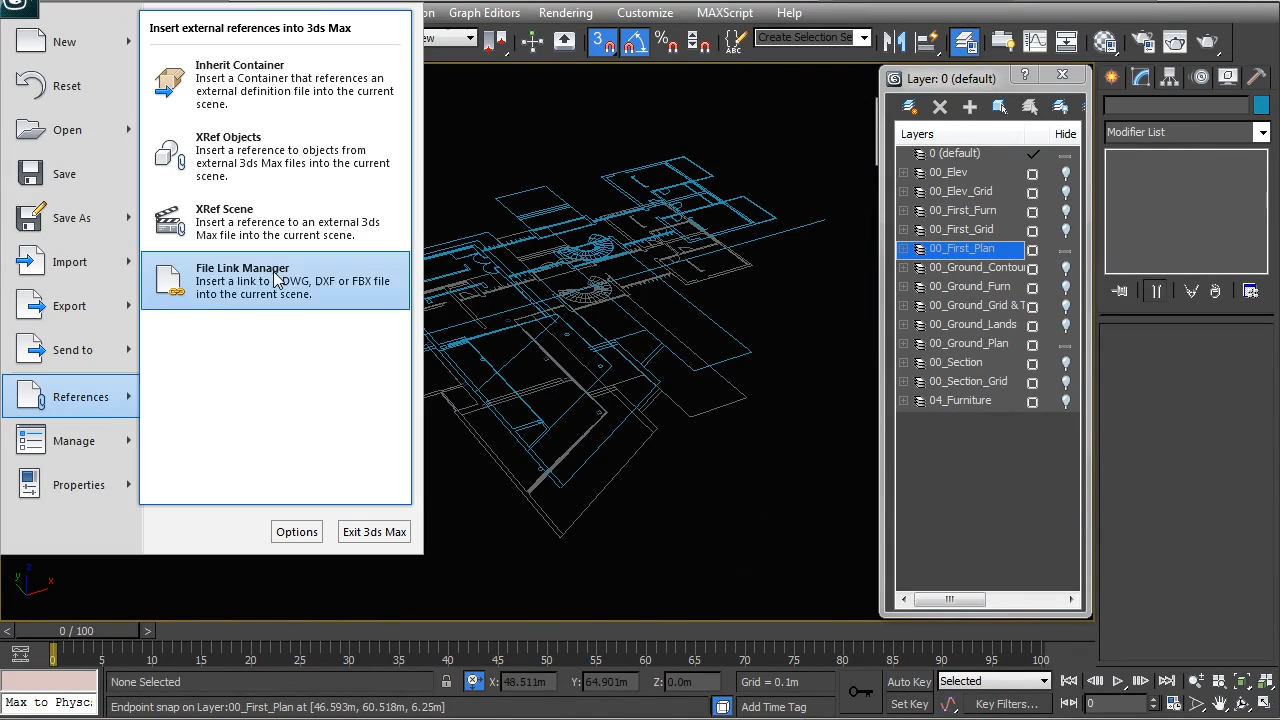 Graph Editors
Rendering
Customize
MAXScript
Help
Create Selection Se
3
New
Reset
Open
Save
Save As
Import
Export
Send to
References
Manage
Properties
Insert external references into 3ds Max
Inherit Container
Insert a Container that references an
external definition file into the current
scene.
XRef Objects
Insert a reference to objects from
external 3ds Max files into the current
scene.
XRef Scene
Insert a reference to an external 3ds
Max file into the current scene.
File Link Manager
Insert a link to DWG, DXF or FBX file
into the current scene.
Options
Exit 3ds Max
Layer: 0 (default)
Layers
Hide
0 (default)
00_Elev
00_Elev_Grid
00_First_Furn
00_First_Grid
00_First_Plan
00_Ground_Contour
00_Ground_Furn
00_Ground_Grid & T
00_Ground_Lands
00_Ground_Plan
00_Section
00_Section_Grid
04_Furniture
Modifier List
z
y
x
< 0 / 100 >
5 10 15 20 25 30 35 40 45 50 55 60 65 70 75 80 85 90 95 100
None Selected
X: 48.511m
Y: 64.901m
Z: 0.0m
Grid = 0.1m
Auto Key
Selected
Max to Physc
Endpoint snap on Layer:00_First_Plan at [46.593m, 60.518m, 6.25m]
Add Time Tag
Set Key
Key Filters...
0